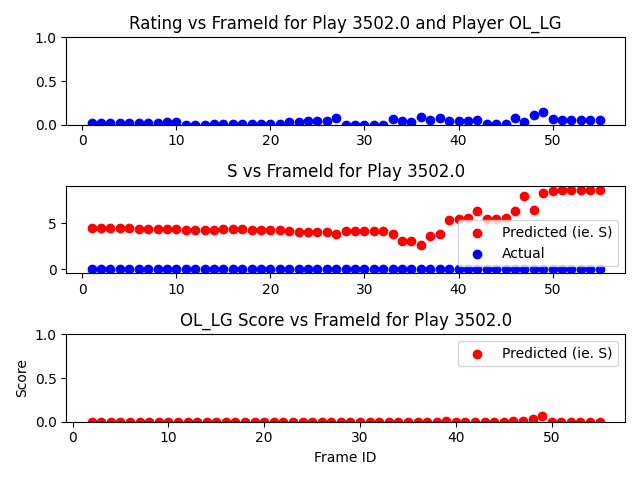 Rating vs FrameId for Play 3502.0 and Player OL_LG
1.0
0.5
0.0
0 10 20 30 40 50
S vs FrameId for Play 3502.0
5
0
Predicted (ie. S)
Actual
0 10 20 30 40 50
OL_LG Score vs FrameId for Play 3502.0
1.0
0.5
0.0
Score
Predicted (ie. S)
0 10 20 30 40 50
Frame ID